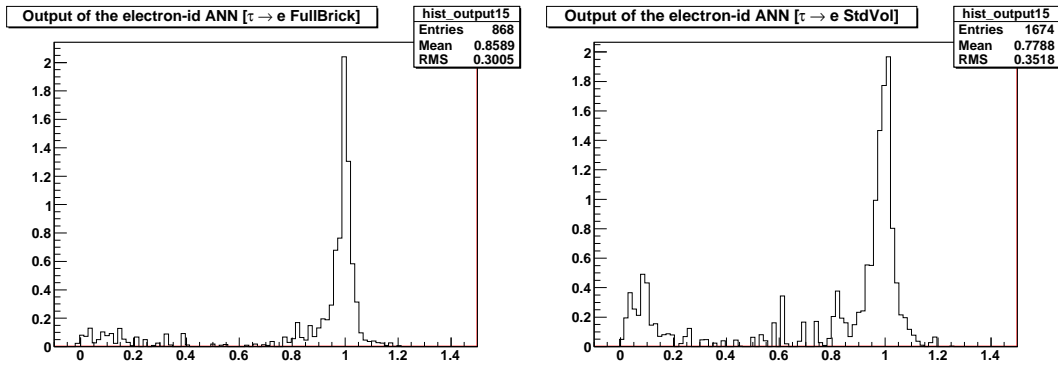 Output of the electron-id ANN [τ → e FullBrick]
hist_output15
Entries 868
Mean 0.8589
RMS 0.3005
2
1.8
1.6
1.4
1.2
1
0.8
0.6
0.4
0.2
0
0 0.2 0.4 0.6 0.8 1 1.2 1.4
Output of the electron-id ANN [τ → e StdVol]
hist_output15
Entries 1674
Mean 0.7788
RMS 0.3518
2
1.8
1.6
1.4
1.2
1
0.8
0.6
0.4
0.2
0
0 0.2 0.4 0.6 0.8 1 1.2 1.4